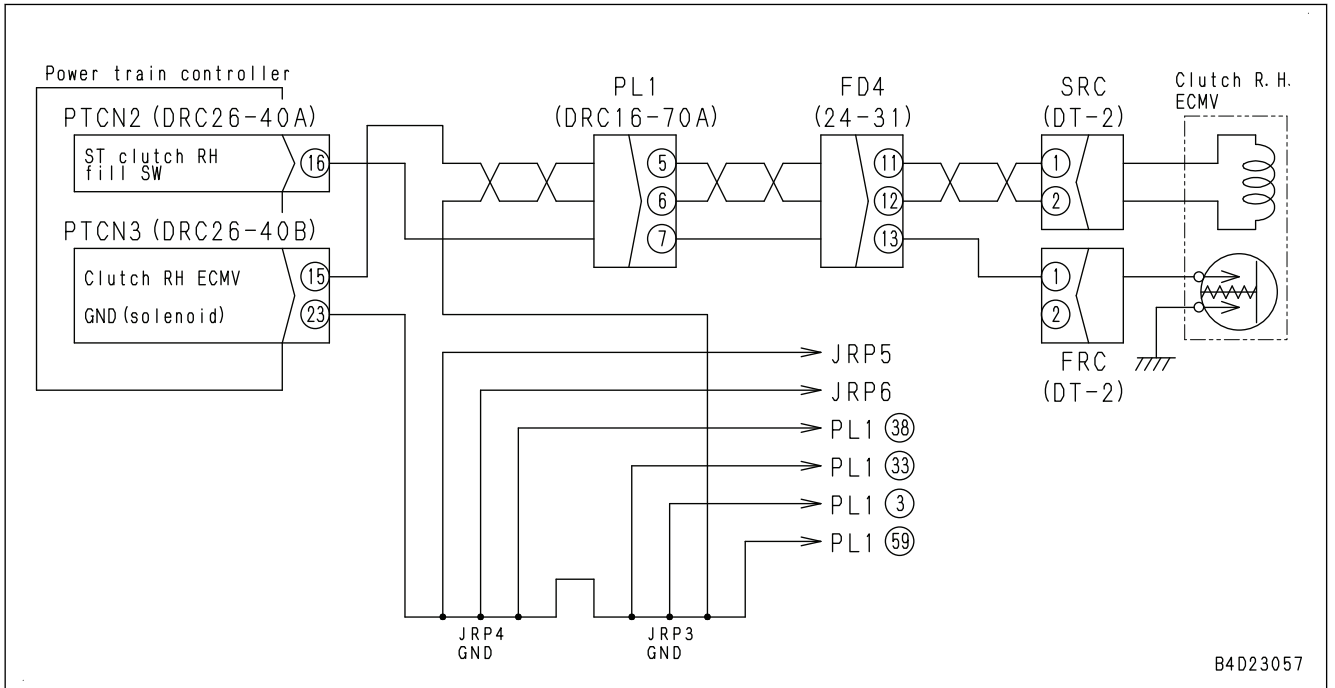 Power train controller
PTCN2 (DRC26-40A)
ST clutch RH
fill SW
16
PTCN3 (DRC26-40B)
Clutch RH ECMV
15
GND (solenoid)
23
PL1
(DRC16-70A)
5
6
7
FD4
(24-31)
11
12
13
SRC
(DT-2)
1
2
1
2
FRC
(DT-2)
Clutch R. H.
ECMV
JRP5
JRP6
PL1 38
PL1 33
PL1 3
PL1 59
JRP4
GND
JRP3
GND
B4D23057